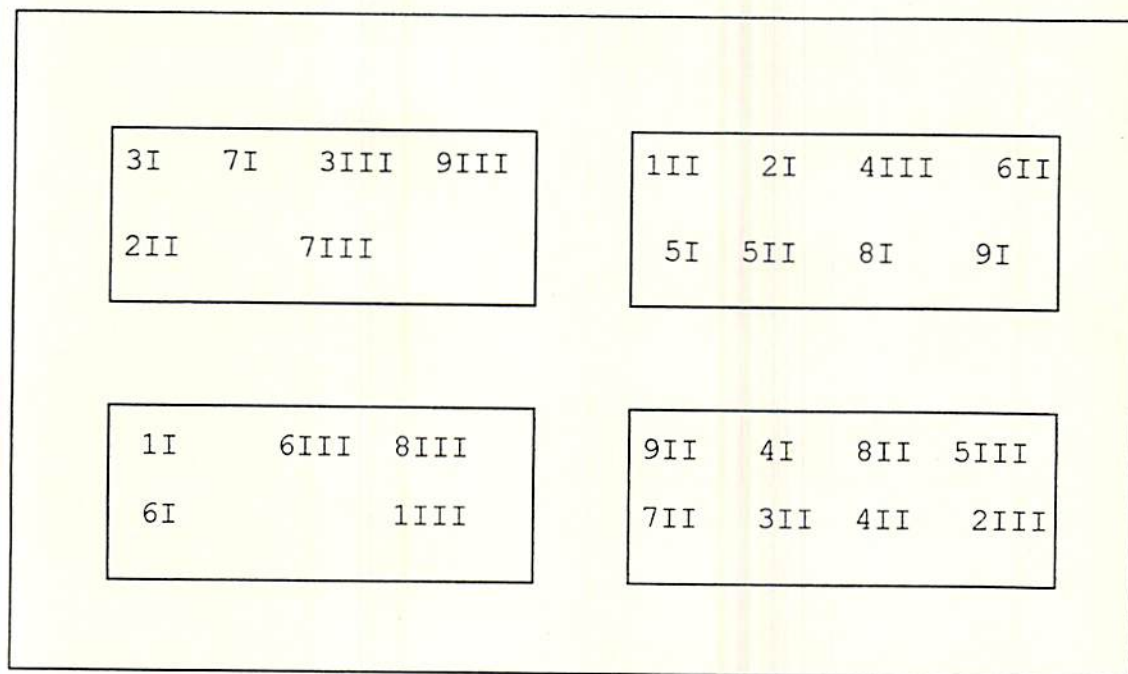 3I 7I 3III 9III
2II 7III
1II 2I 4III 6II
5I 5II 8I 9I
1I 6III 8III
6I 1III
9II 4I 8II 5III
7II 3II 4II 2III